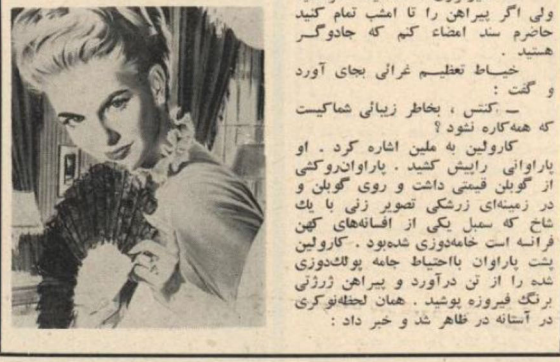 ولی اگر پیراهن را تا امشب تمام کنید
حاضرم سند امضاء کنم که جادوگر
هستید .
خیاط تعظیم غرائی بجای آورد
و گفت :
ــ کنتس ، بخاطر زیبائی شماکیست
که همه‌کاره نشود ؟
کارولین به ملین اشاره کرد . او
پاراوانی راپیش کشید . پاراوان‌روکشی
از گوبلن قیمتی داشت و روی گوبلن و
در زمینه‌ای زرشکی تصویر زنی با یك
شاخ که سمبل یکی از افسانه‌های کهن
فرانسه است خامه‌دوزی شده‌بود . کارولین
پشت پاراوان بااحتیاط جامه پولك‌دوزی
شده را از تن درآورد و پیراهن ژرژتی
برنگ فیروزه پوشید . همان لحظه‌نوکری
در آستانه در ظاهر شد و خبر داد :